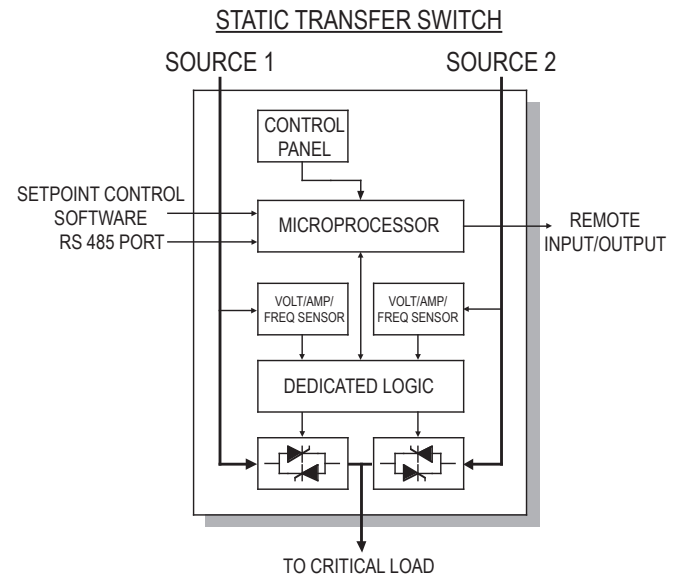 STATIC TRANSFER SWITCH
SOURCE 1
SOURCE 2
CONTROL
PANEL
SETPOINT CONTROL
SOFTWARE
RS 485 PORT
MICROPROCESSOR
REMOTE
INPUT/OUTPUT
VOLT/AMP/
FREQ SENSOR
VOLT/AMP/
FREQ SENSOR
DEDICATED LOGIC
TO CRITICAL LOAD